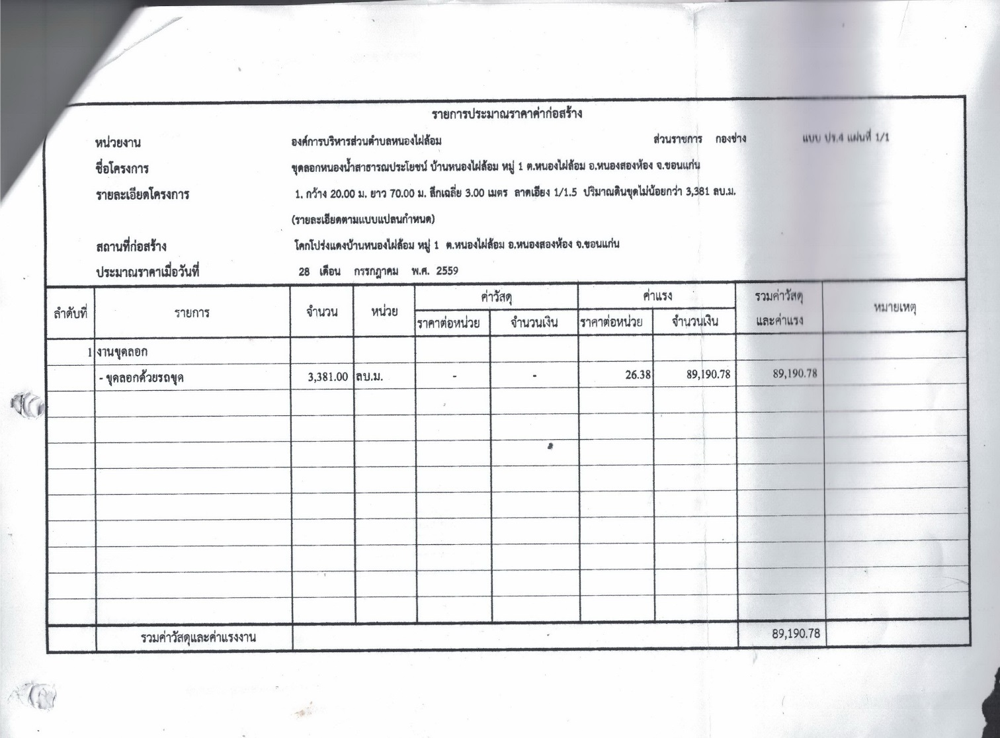 รายการประมาณราคาค่าก่อสร้าง
หน่วยงาน องค์การบริหารส่วนตำบลหนองไผ่ล้อม ส่วนราชการ กองช่าง แบบ ปร.4 แผ่นที่ 1/1
ชื่อโครงการ ขุดลอกหนองน้ำสาธารณประโยชน์ บ้านหนองไผ่ล้อม หมู่ 1 ต.หนองไผ่ล้อม อ.หนองสองห้อง จ.ขอนแก่น
รายละเอียดโครงการ 1. กว้าง 20.00 ม. ยาว 70.00 ม. ลึกเฉลี่ย 3.00 เมตร ลาดเอียง 1/1.5 ปริมาณดินขุดไม่น้อยกว่า 3,381 ลบ.ม.
(รายละเอียดตามแบบแปลนกำหนด)
สถานที่ก่อสร้าง โคกโปร่งแดงบ้านหนองไผ่ล้อม หมู่ 1 ต.หนองไผ่ล้อม อ.หนองสองห้อง จ.ขอนแก่น
ประมาณราคาเมื่อวันที่ 28 เดือน กรรกฎาคม พ.ศ. 2559
ลำดับที่ รายการ จำนวน หน่วย ค่าวัสดุ ค่าแรง รวมค่าวัสดุ หมายเหตุ
ราคาต่อหน่วย จำนวนเงิน ราคาต่อหน่วย จำนวนเงิน และค่าแรง
1 งานขุดลอก
- ขุดลอกด้วยรถขุด 3,381.00 ลบ.ม. - - 26.38 89,190.78 89,190.78
รวมค่าวัสดุและค่าแรงงาน 89,190.78